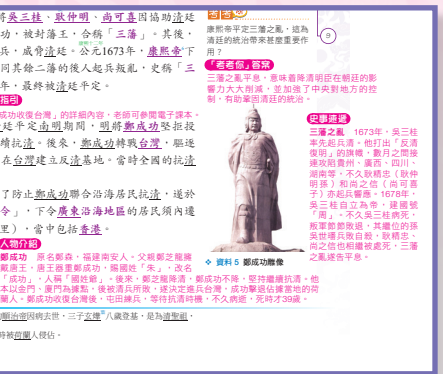 將吳三桂、耿仲明、尚可喜因協助清廷
功，被封藩王，合稱「三藩」。其後，
兵，威脅清廷。公元1673年，康熙帝下
同其餘二藩的後人起兵叛亂，史稱「三
年，最終被清廷平定。
指引
成功收復台灣」的詳細內容，老師可參閱電子課本。
廷平定南明期間，明將鄭成功堅拒投
續抗清。後來，鄭成功轉戰台灣，驅逐
在台灣建立反清基地。當時全國的抗清
了防止鄭成功聯合沿海居民抗清，遂於
令」，下令廣東沿海地區的居民須內遷
里），當中包括香港。
人物介紹
鄭成功 原名鄭森，福建南安人。父親鄭芝龍擁
戴唐王，唐王器重鄭成功，賜國姓「朱」，改名
「成功」，人稱「國姓爺」。後來，鄭芝龍降清，鄭成功不降，堅持繼續抗清。他
本以金門、廈門為據點，後被清兵所敗，遂決定進兵台灣，成功擊退佔據當地的荷
蘭人。鄭成功收復台灣後，屯田練兵，等待抗清時機，不久病逝，死時才39歲。
順治帝因病去世，三子玄燁八歲登基，是為清聖祖，
時被荷蘭人侵佔。
康熙帝平定三藩之亂，這為
清的統治帶來甚麼重要作
用？
9
「考考你」答案
三藩之亂平息，意味着降清明臣在朝廷的影
響力大大削減，並加強了中央對地方的控
制，有助鞏固清廷的統治。
史事速遞
三藩之亂 1673年，吳三桂
率先起兵清。他打出「反清
復明」的旗幟，數月之間接
連攻陷貴州、廣西、四川、
湖南等，不久耿精忠（耿仲
明孫）和尚之信（尚可喜
子）亦起兵響應。1678年，
吳三桂自立為帝，建國號
「周」。不久吳三桂病死，
叛軍節節敗退，其繼位的孫
吳世璠兵敗自殺，耿精忠、
尚之信也相繼被處死，三藩
之亂遂告平息。
資料 5 鄭成功雕像